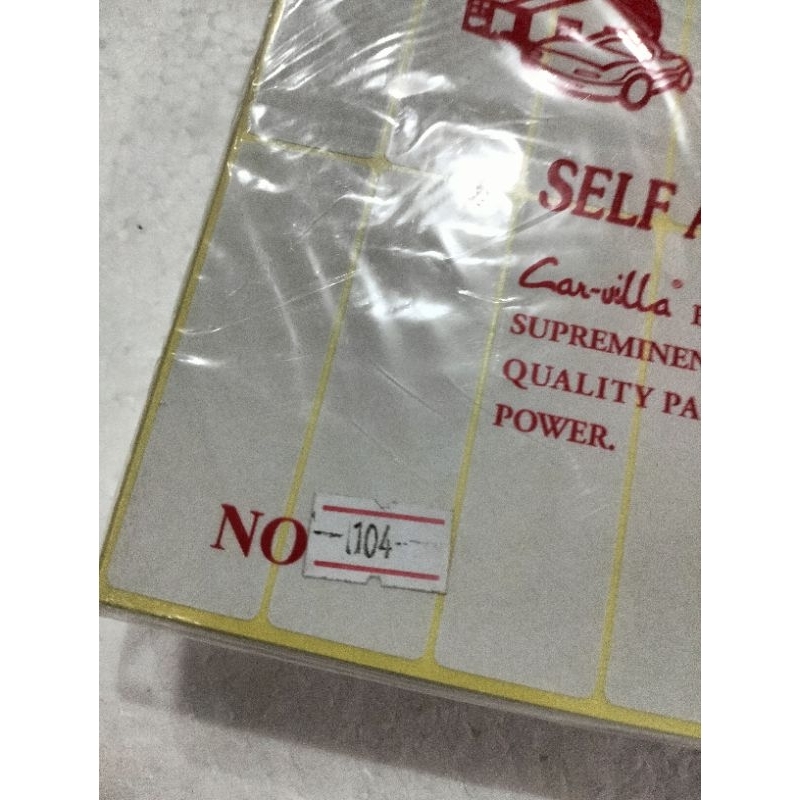 SELF
Car-villa®
SUPREMINEN
QUALITY PA
POWER.
NO -104-